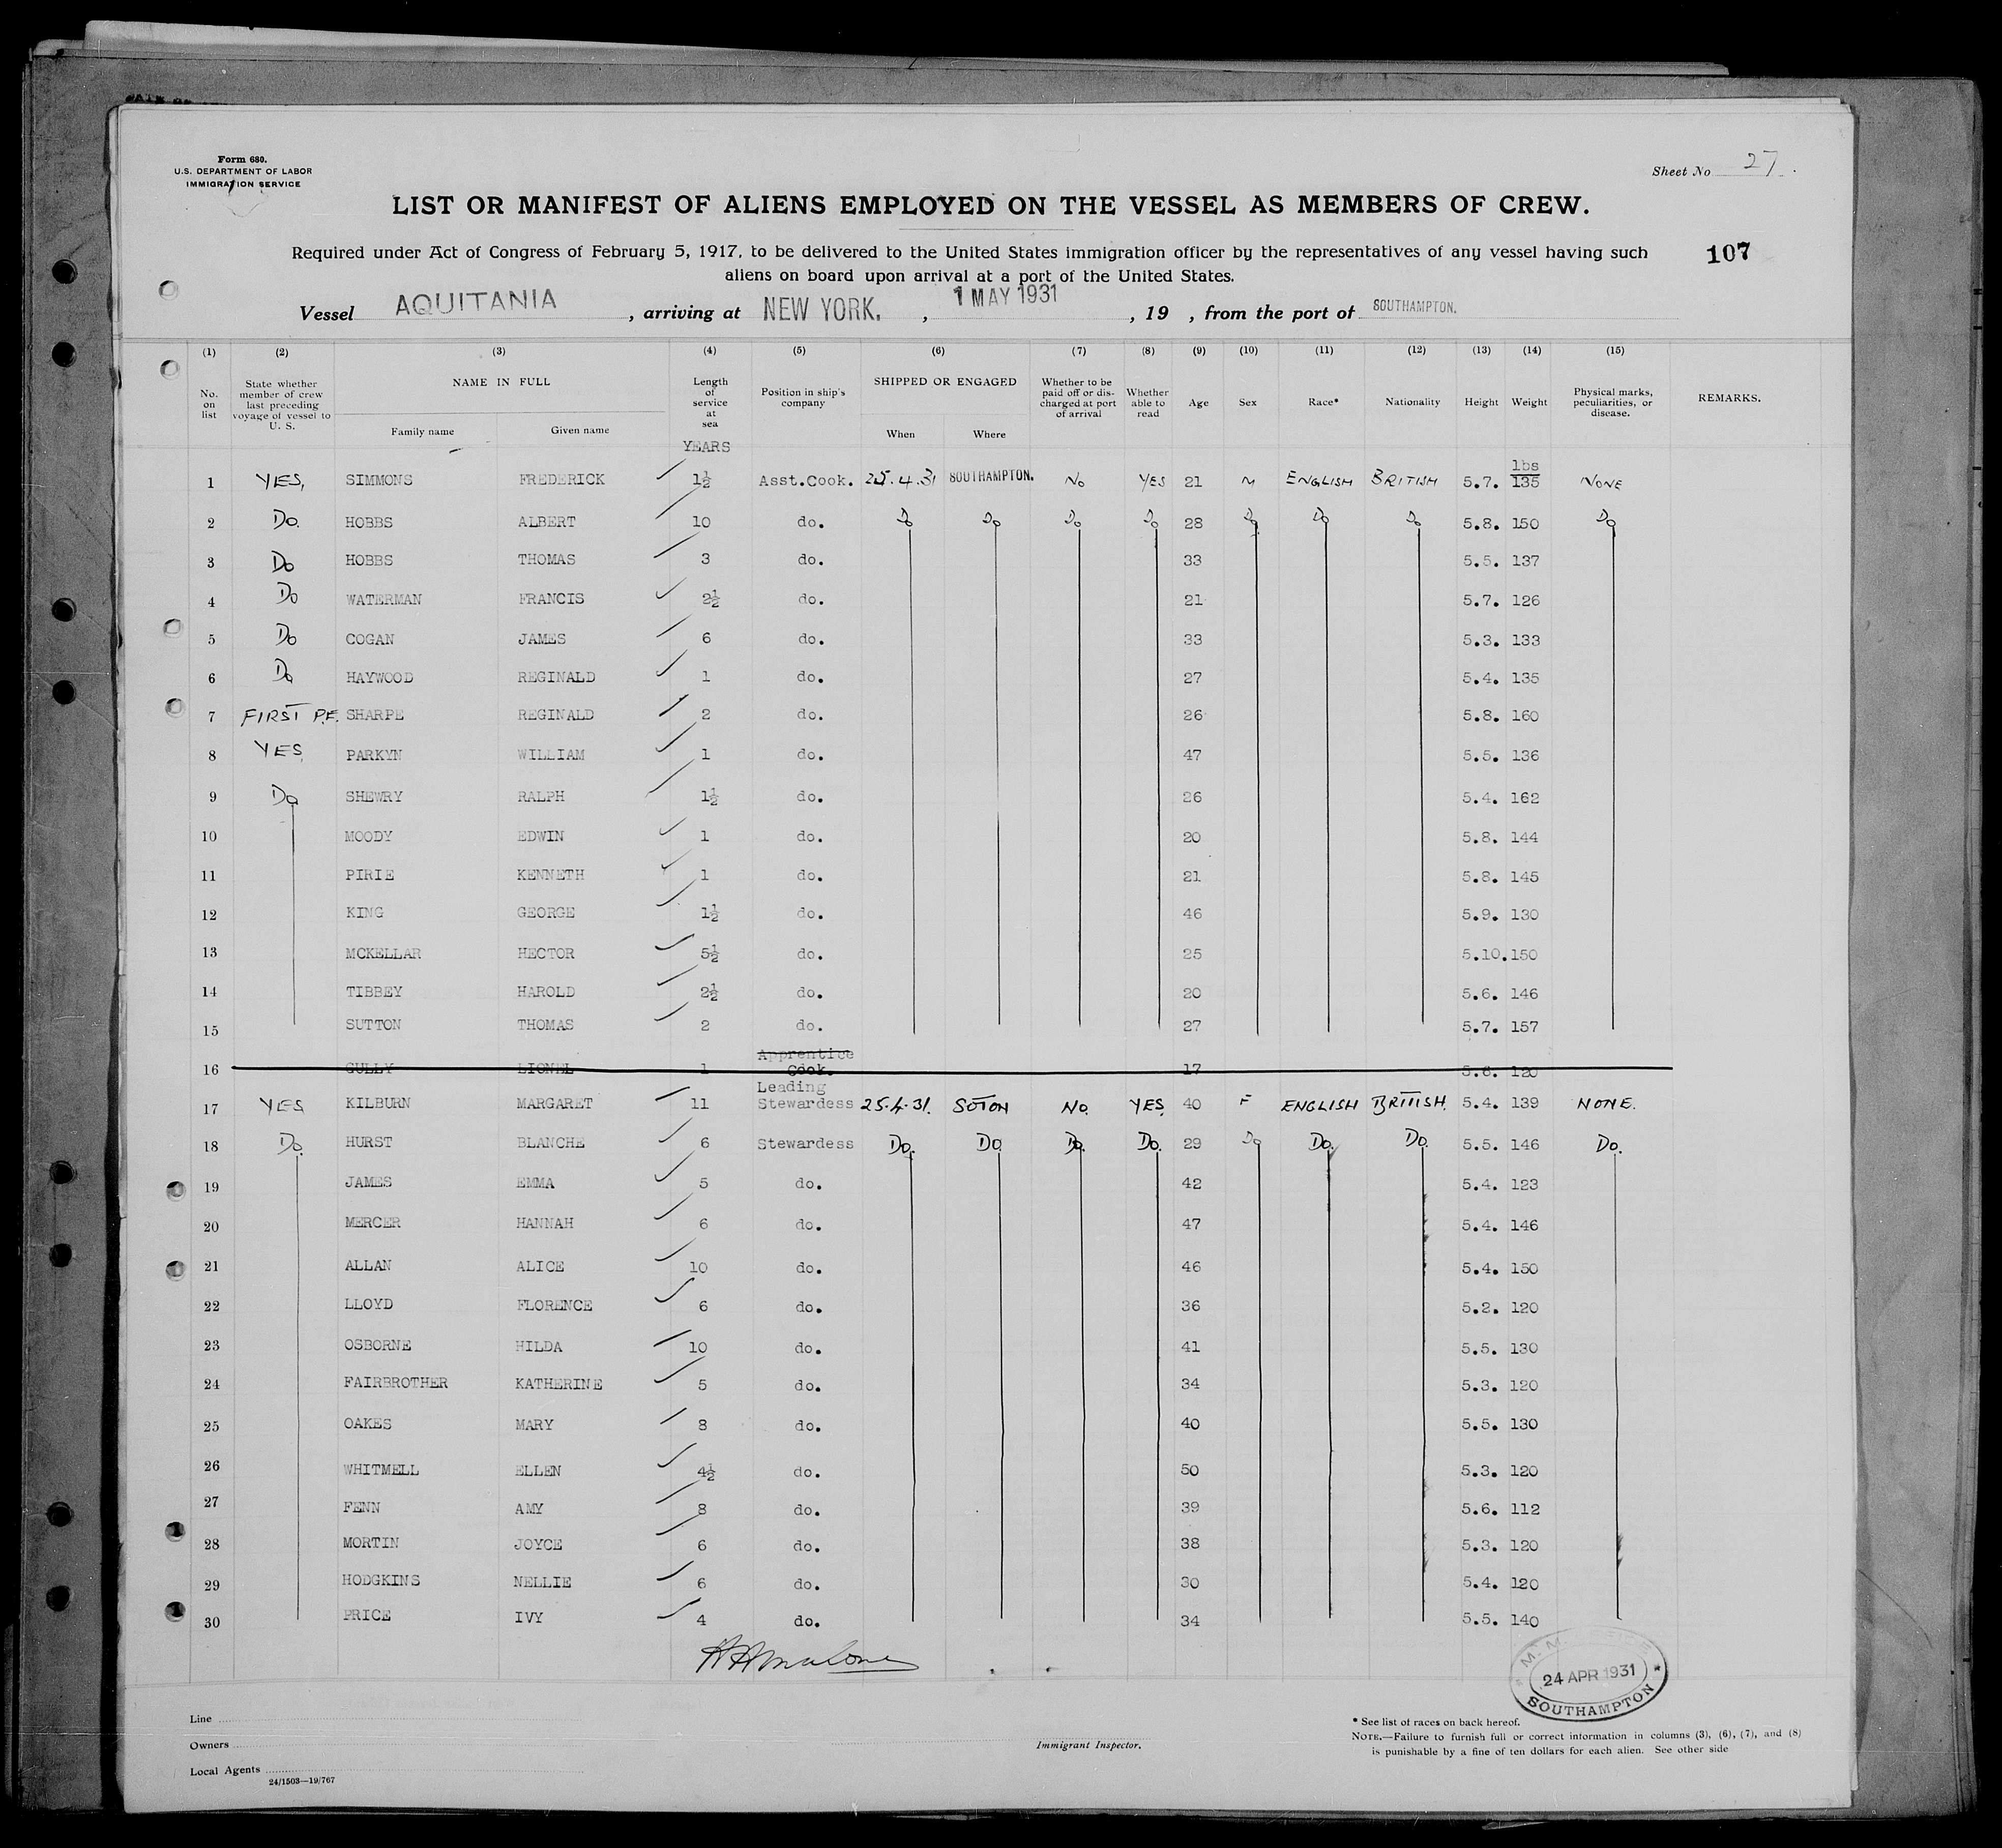 Form 680.
U.S. DEPARTMENT OF LABOR
IMMIGRATION SERVICE
Sheet No 27.
LIST OR MANIFEST OF ALIENS EMPLOYED ON THE VESSEL AS MEMBERS OF CREW.
Required under Act of Congress of February 5, 1917, to be delivered to the United States immigration officer by the representatives of any vessel having such
aliens on board upon arrival at a port of the United States.
107
Vessel AQUITANIA, arriving at NEW YORK., 1 MAY 1931, 19 , from the port of SOUTHAMPTON.
(1) (2) (3) (4) (5) (6) (7) (8) (9) (10) (11) (12) (13) (14) (15)
No. on list State whether member of crew last preceding voyage of vessel to U. S. NAME IN FULL Family name Given name Length of service at sea Position in ship's company SHIPPED OR ENGAGED When Where Whether to be paid off or discharged at port of arrival Whether able to read Age Sex Race* Nationality Height Weight Physical marks, peculiarities, or disease. REMARKS.
YEARS
lbs
1 YES, SIMMONS FREDERICK 1½ Asst.Cook. 25.4.31 SOUTHAMPTON. No YES 21 M ENGLISH BRITISH 5.7. 135 NONE
2 Do. HOBBS ALBERT 10 do. Do Do Do Do 28 Do Do Do 5.8. 150 Do
3 Do HOBBS THOMAS 3 do. 33 5.5. 137
4 Do WATERMAN FRANCIS 2½ do. 21 5.7. 126
5 Do COGAN JAMES 6 do. 33 5.3. 133
6 Do HAYWOOD REGINALD 1 do. 27 5.4. 135
7 FIRST P.F. SHARPE REGINALD 2 do. 26 5.8. 160
8 YES PARKYN WILLIAM 1 do. 47 5.5. 136
9 Do SHEWRY RALPH 1½ do. 26 5.4. 162
10 MOODY EDWIN 1 do. 20 5.8. 144
11 PIRIE KENNETH 1 do. 21 5.8. 145
12 KING GEORGE 1½ do. 46 5.9. 130
13 MCKELLAR HECTOR 5½ do. 25 5.10. 150
14 TIBBEY HAROLD 2½ do. 20 5.6. 146
15 SUTTON THOMAS 2 do. 27 5.7. 157
16 GULLY LIONEL 1 Apprentice Cook. 17 5.6. 120
17 YES KILBURN MARGARET 11 Leading Stewardess 25.4.31. SOTON NO. YES 40 F ENGLISH BRITISH. 5.4. 139 NONE.
18 Do. HURST BLANCHE 6 Stewardess Do. Do Do. Do. 29 Do Do. Do. 5.5. 146 Do.
19 JAMES EMMA 5 do. 42 5.4. 123
20 MERCER HANNAH 6 do. 47 5.4. 146
21 ALLAN ALICE 10 do. 46 5.4. 150
22 LLOYD FLORENCE 6 do. 36 5.2. 120
23 OSBORNE HILDA 10 do. 41 5.5. 130
24 FAIRBROTHER KATHERINE 5 do. 34 5.3. 120
25 OAKES MARY 8 do. 40 5.5. 130
26 WHITMELL ELLEN 4½ do. 50 5.3. 120
27 FENN AMY 8 do. 39 5.6. 112
28 MORTIN JOYCE 6 do. 38 5.3. 120
29 HODGKINS NELLIE 6 do. 30 5.4. 120
30 PRICE IVY 4 do. 34 5.5. 140
24 APR 1931
SOUTHAMPTON
Line
Owners
Local Agents
24/1503—19/767
Immigrant Inspector.
* See list of races on back hereof.
NOTE.—Failure to furnish full or correct information in columns (3), (6), (7), and (8)
is punishable by a fine of ten dollars for each alien. See other side